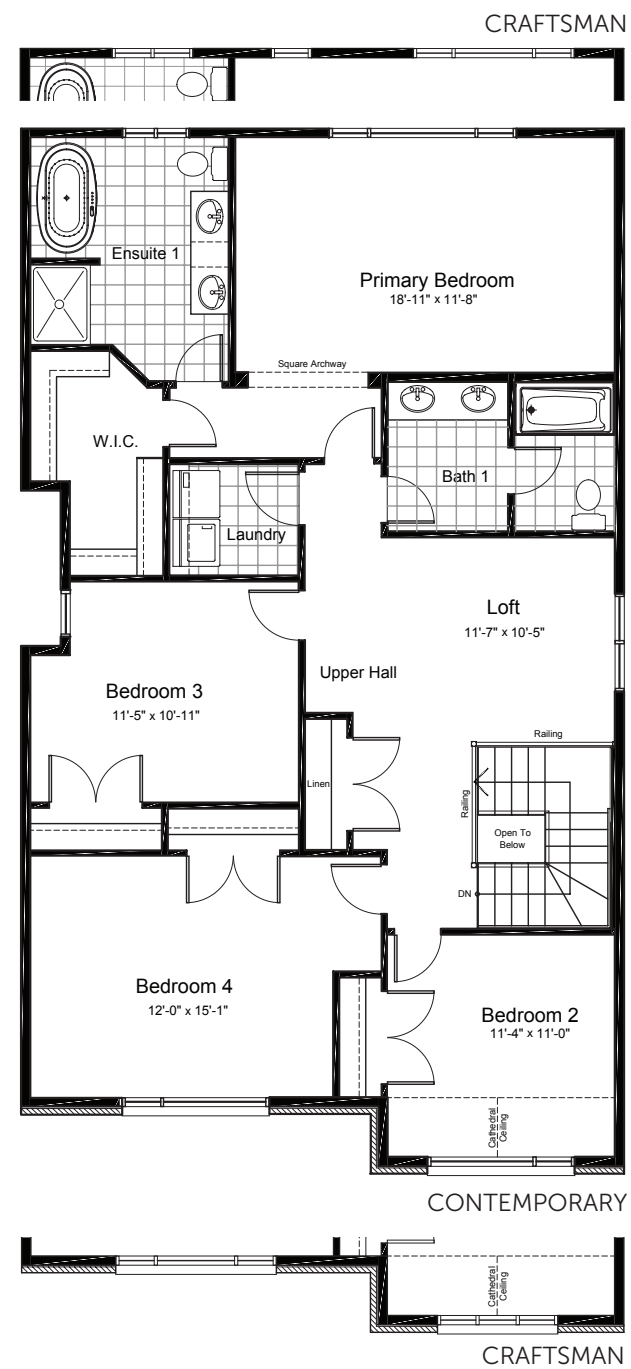 CRAFTSMAN
Ensuite 1
Primary Bedroom
18'-11" x 11'-8"
Square Archway
W.I.C.
Bath 1
Laundry
Loft
11'-7" x 10'-5"
Upper Hall
Bedroom 3
11'-5" x 10'-11"
Railing
Linen
Railing
Open To
Below
DN
Bedroom 4
12'-0" x 15'-1"
Bedroom 2
11'-4" x 11'-0"
Cathedral
Ceiling
CONTEMPORARY
Cathedral
Ceiling
CRAFTSMAN